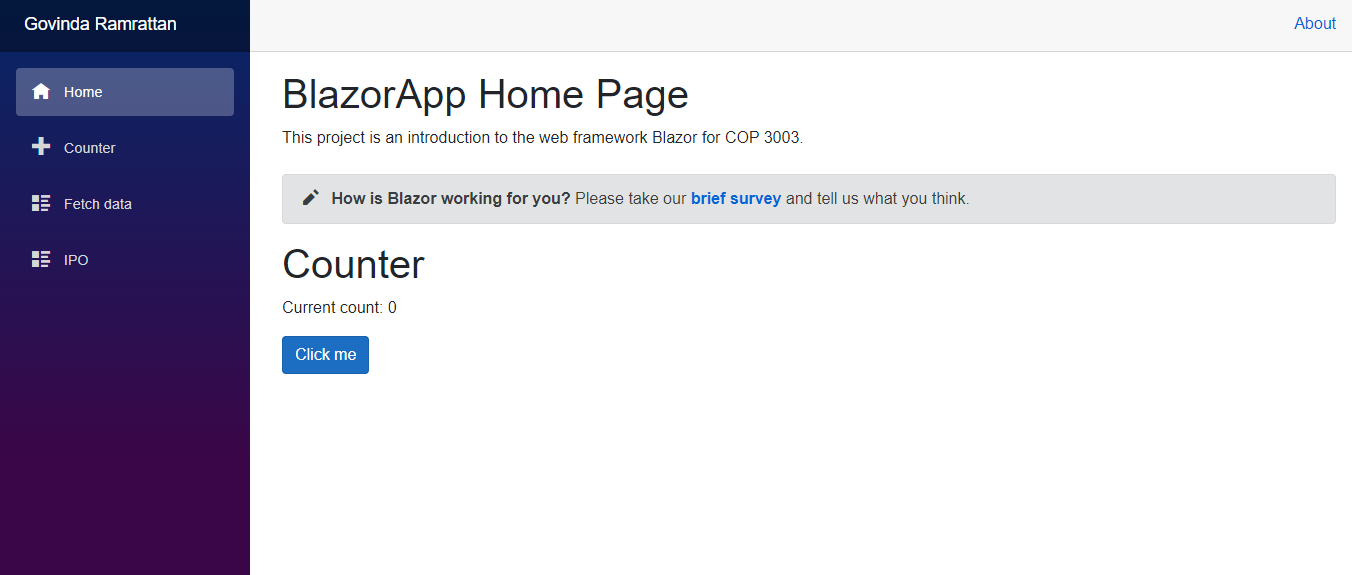 Govinda Ramrattan
About
Home
Counter
Fetch data
IPO
BlazorApp Home Page
This project is an introduction to the web framework Blazor for COP 3003.
How is Blazor working for you? Please take our brief survey and tell us what you think.
Counter
Current count: 0
Click me